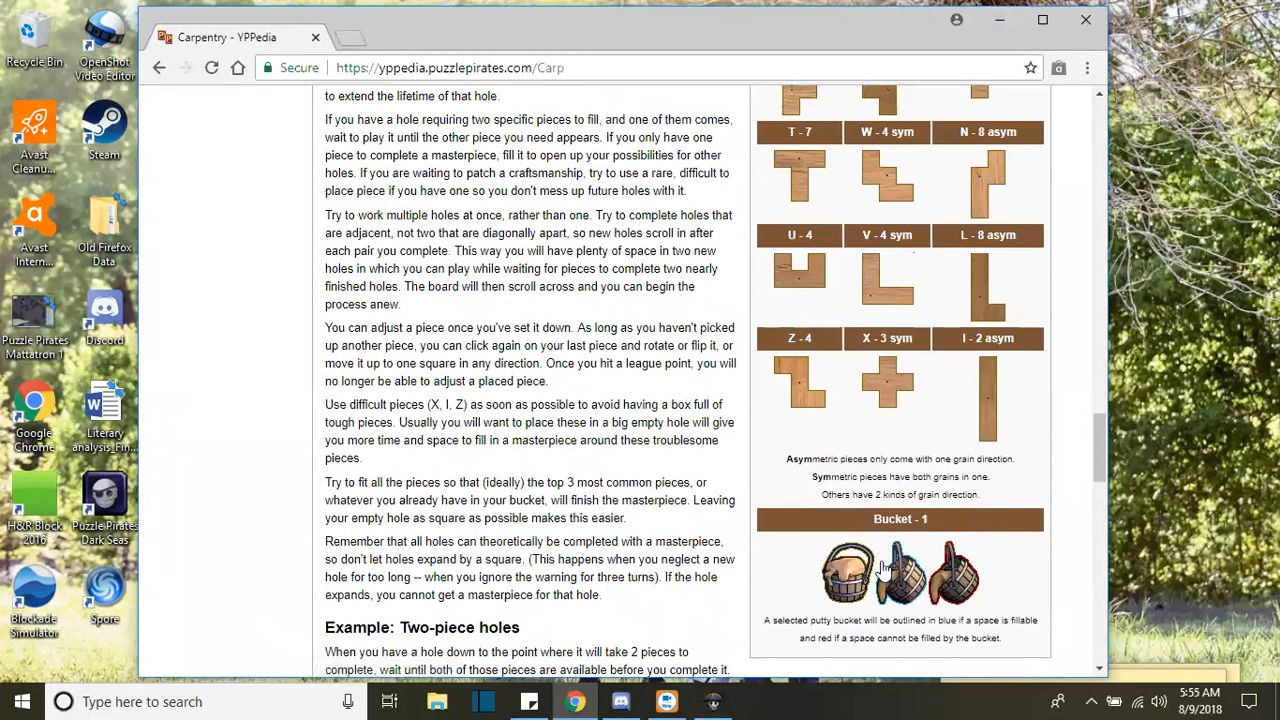 Carpentry - YPPedia
Secure
https://yppedia.puzzlepirates.com/Carp
Recycle Bin
OpenShot Video Editor
Avast Cleanu...
Steam
Avast Intern...
Old Firefox Data
Puzzle Pirates Mattatron 1
Discord
Google Chrome
Literary analysis_Fin...
H&R Block 2016
Puzzle Pirates Dark Seas
Blockade Simulator
Spore
to extend the lifetime of that hole.
If you have a hole requiring two specific pieces to fill, and one of them comes,
wait to play it until the other piece you need appears. If you only have one
piece to complete a masterpiece, fill it to open up your possibilities for other
holes. If you are waiting to patch a craftsmanship, try to use a rare, difficult to
place piece if you have one so you don't mess up future holes with it.
Try to work multiple holes at once, rather than one. Try to complete holes that
are adjacent, not two that are diagonally apart, so new holes scroll in after
each pair you complete. This way you will have plenty of space in two new
holes in which you can play while waiting for pieces to complete two nearly
finished holes. The board will then scroll across and you can begin the
process anew.
You can adjust a piece once you've set it down. As long as you haven't picked
up another piece, you can click again on your last piece and rotate or flip it, or
move it up to one square in any direction. Once you hit a league point, you will
no longer be able to adjust a placed piece.
Use difficult pieces (X, I, Z) as soon as possible to avoid having a box full of
tough pieces. Usually you will want to place these in a big empty hole will give
you more time and space to fill in a masterpiece around these troublesome
pieces.
Try to fit all the pieces so that (ideally) the top 3 most common pieces, or
whatever you already have in your bucket, will finish the masterpiece. Leaving
your empty hole as square as possible makes this easier.
Remember that all holes can theoretically be completed with a masterpiece,
so don't let holes expand by a square. (This happens when you neglect a new
hole for too long -- when you ignore the warning for three turns). If the hole
expands, you cannot get a masterpiece for that hole.
Example: Two-piece holes
When you have a hole down to the point where it will take 2 pieces to
complete, wait until both of those pieces are available before you complete it.
T - 7 W - 4 sym N - 8 asym
U - 4 V - 4 sym L - 8 asym
Z - 4 X - 3 sym I - 2 asym
Asymmetric pieces only come with one grain direction.
Symmetric pieces have both grains in one.
Others have 2 kinds of grain direction.
Bucket - 1
A selected putty bucket will be outlined in blue if a space is fillable
and red if a space cannot be filled by the bucket.
Type here to search
5:55 AM
8/9/2018